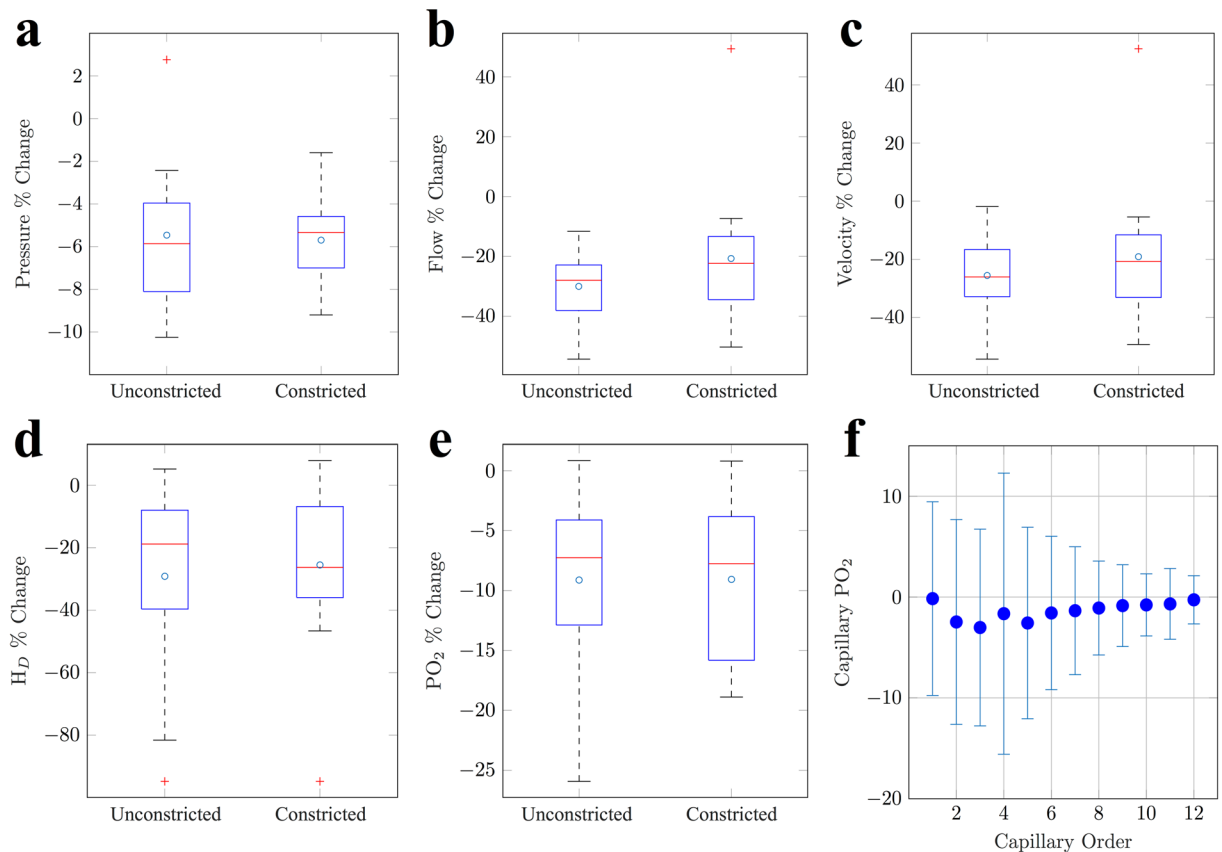 a
Pressure % Change
2
0
−2
−4
−6
−8
−10
Unconstricted Constricted
b
Flow % Change
40
20
0
−20
−40
Unconstricted Constricted
c
Velocity % Change
40
20
0
−20
−40
Unconstricted Constricted
d
H_D % Change
0
−20
−40
−60
−80
Unconstricted Constricted
e
PO₂ % Change
0
−5
−10
−15
−20
−25
Unconstricted Constricted
f
Capillary PO₂
10
0
−10
−20
2 4 6 8 10 12
Capillary Order